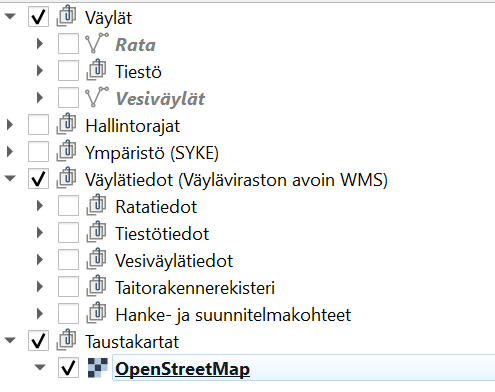 Väylät
Rata
Tiestö
Vesiväylät
Hallintorajat
Ympäristö (SYKE)
Väylätiedot (Väyläviraston avoin WMS)
Ratatiedot
Tiestötiedot
Vesiväylätiedot
Taitorakennerekisteri
Hanke- ja suunnitelmakohteet
Taustakartat
OpenStreetMap